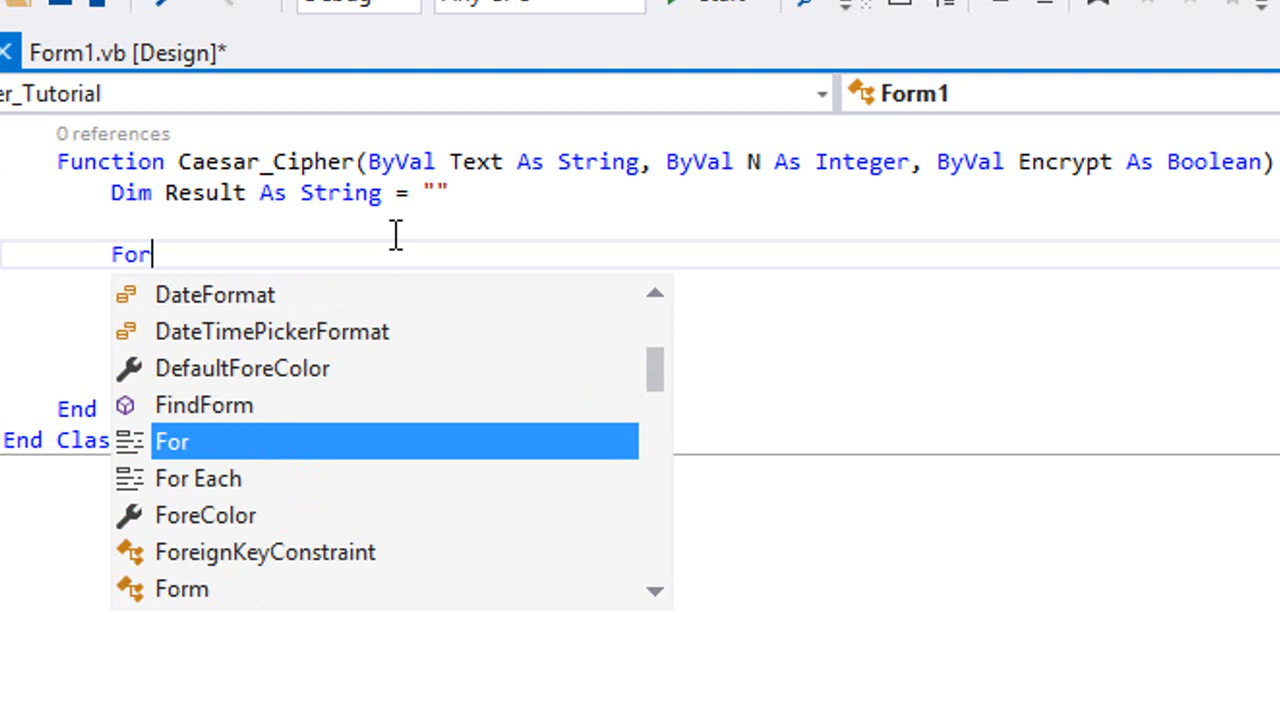 Form1.vb [Design]*
er_Tutorial
Form1
0 references
Function Caesar_Cipher(ByVal Text As String, ByVal N As Integer, ByVal Encrypt As Boolean)
Dim Result As String = ""
For
DateFormat
DateTimePickerFormat
DefaultForeColor
FindForm
End
For
End Clas
For Each
ForeColor
ForeignKeyConstraint
Form